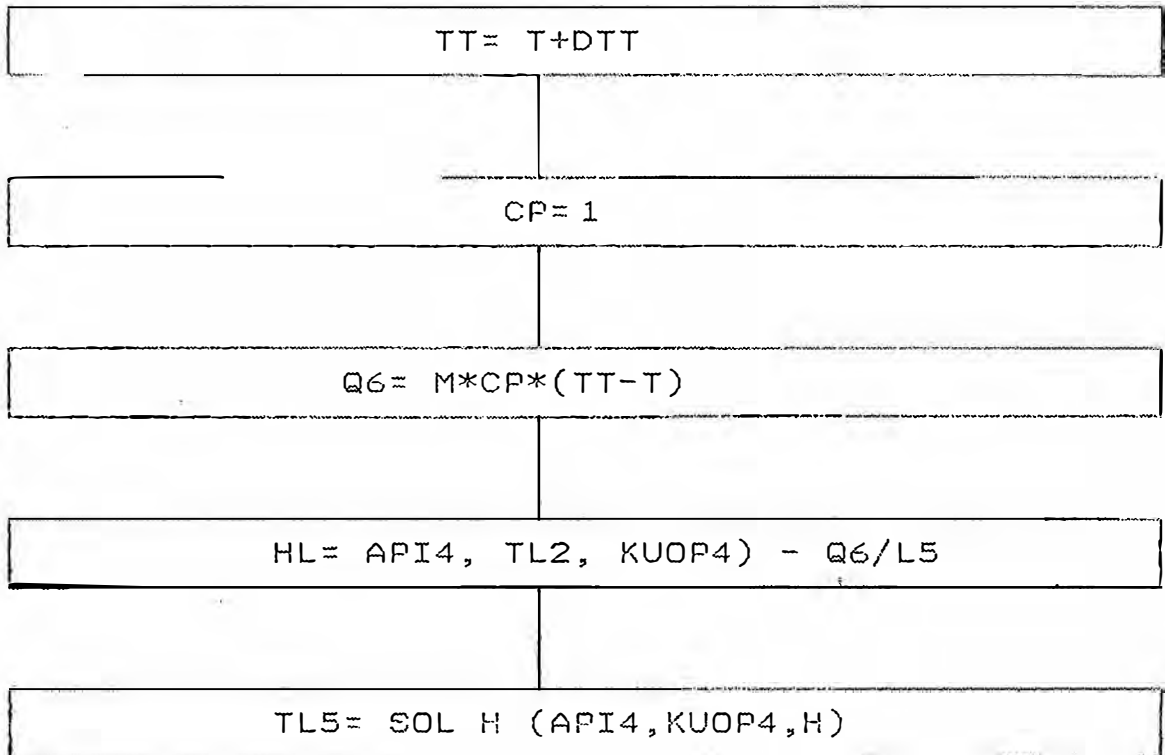 TT= T+DTT
CP= 1
Q6= M*CP*(TT-T)
HL= API4, TL2, KUOP4) - Q6/L5
TL5= SOL H (API4,KUOP4,H)